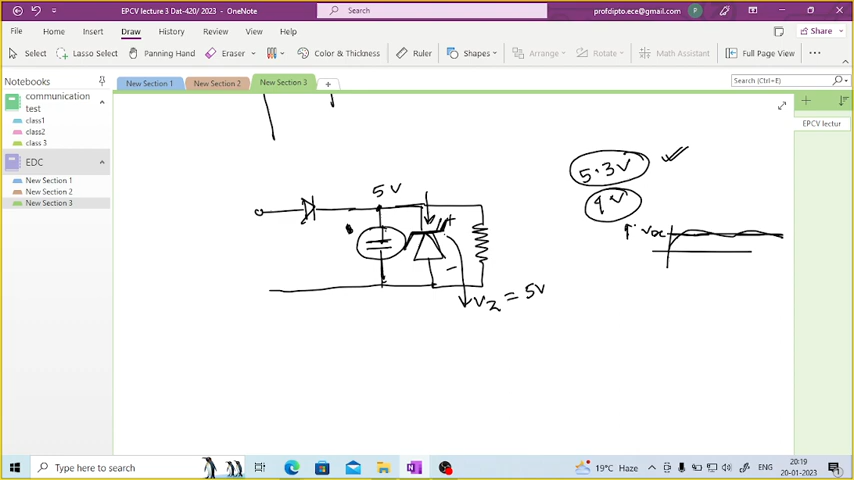 EPCV lecture 3 Dat-420/ 2023 - OneNote
Search
profdipto.ece@gmail.com
P
File
Home
Insert
Draw
History
Review
View
Help
Share
Select
Lasso Select
Panning Hand
Eraser
Color & Thickness
Ruler
Shapes
Arrange
Rotate
Math Assistant
Full Page View
Notebooks
New Section 1
New Section 2
New Section 3
Search (Ctrl+E)
communication
test
class1
class2
class 3
EDC
New Section 1
New Section 2
New Section 3
EPCV lectur
5.3V
9V
5V
↑ VDC
+
-
VZ = 5V
Type here to search
19°C Haze
ENG
20:19
20-01-2023